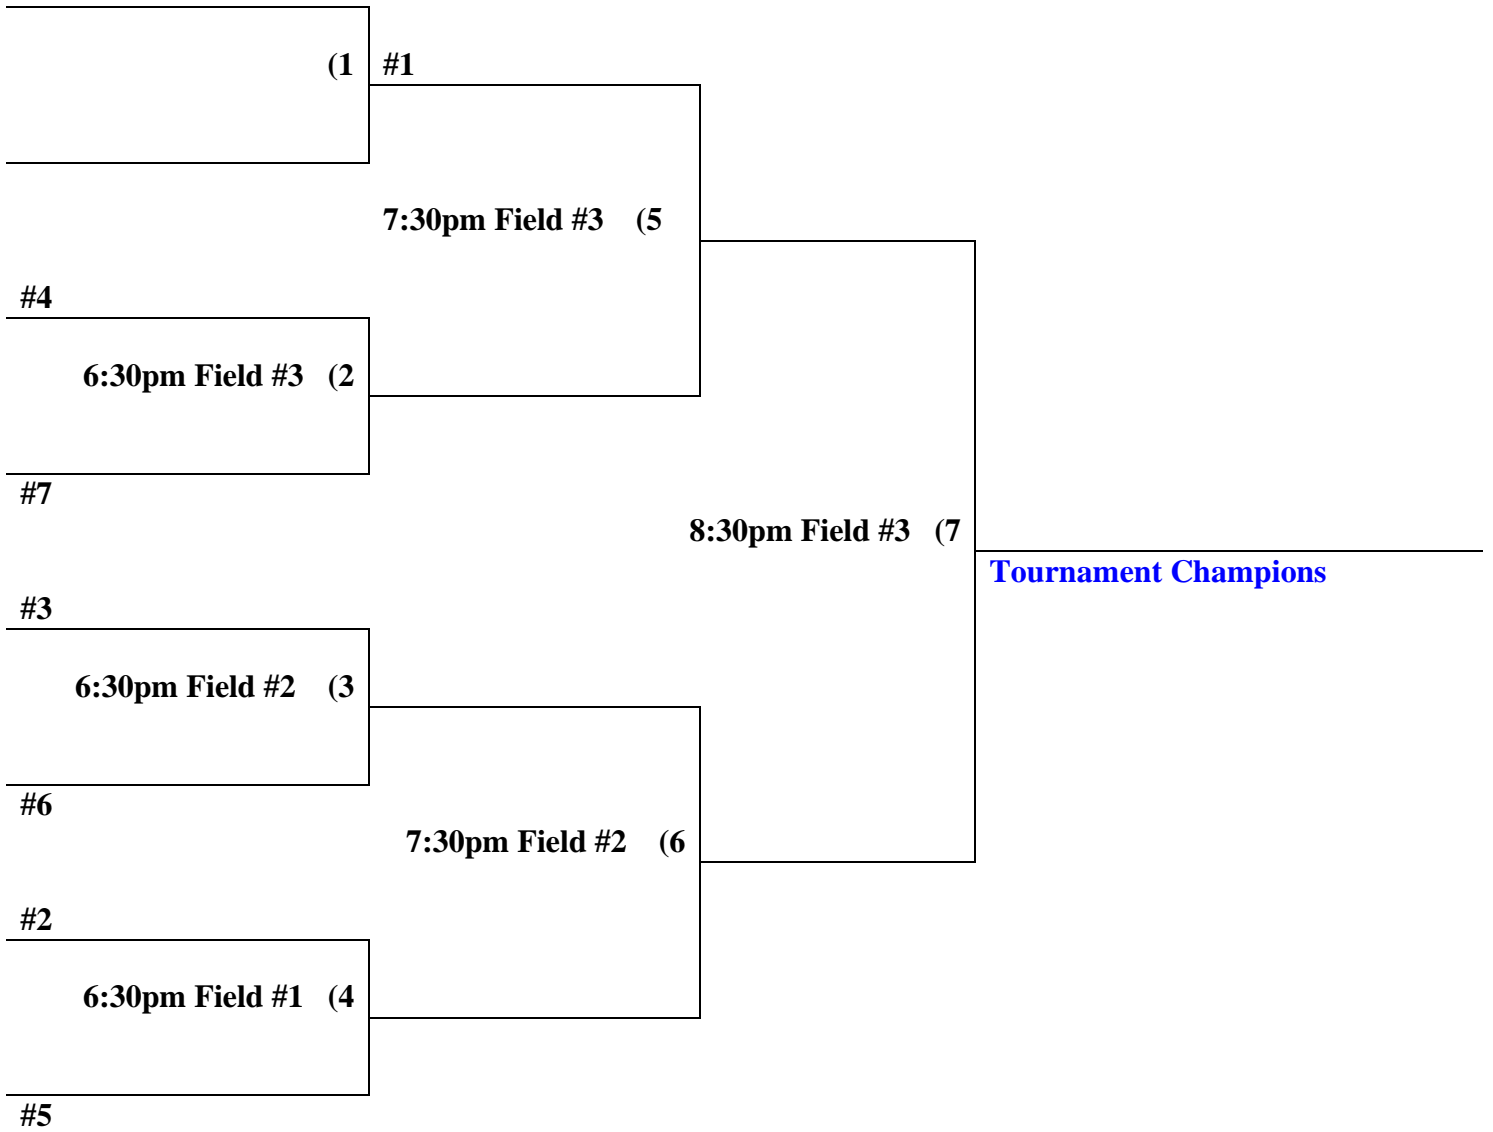 (1 #1
7:30pm Field #3 (5
#4
6:30pm Field #3 (2
#7
8:30pm Field #3 (7
Tournament Champions
#3
6:30pm Field #2 (3
#6
7:30pm Field #2 (6
#2
6:30pm Field #1 (4
#5